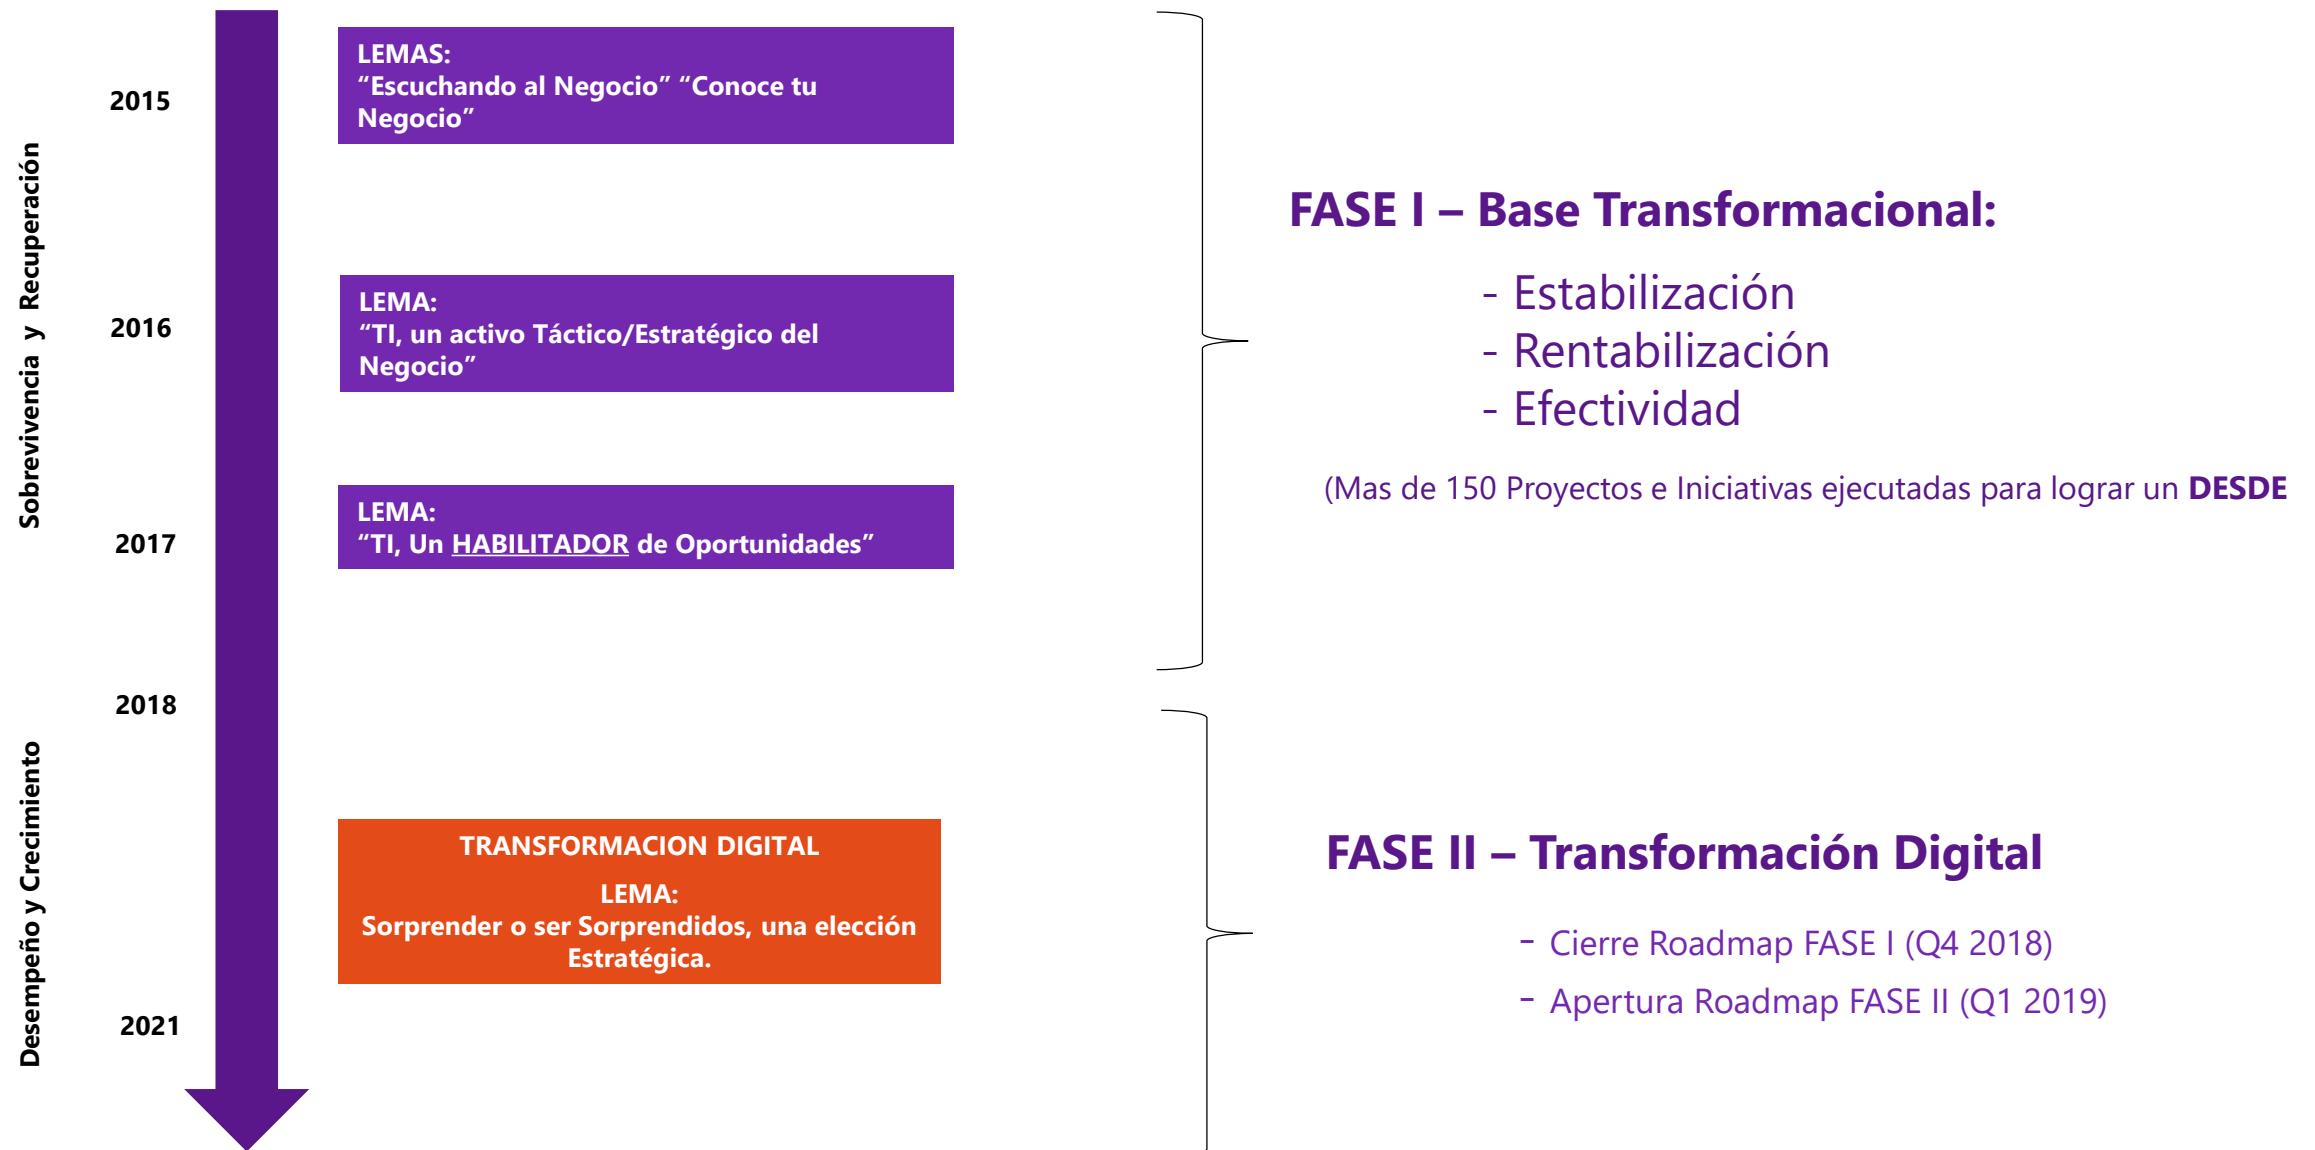 Sobrevivencia y Recuperación
2015
LEMAS:
“Escuchando al Negocio” “Conoce tu
Negocio”
2016
LEMA:
“TI, un activo Táctico/Estratégico del
Negocio”
2017
LEMA:
“TI, Un HABILITADOR de Oportunidades”
FASE I – Base Transformacional:
- Estabilización
- Rentabilización
- Efectividad
(Mas de 150 Proyectos e Iniciativas ejecutadas para lograr un DESDE
Desempeño y Crecimiento
2018
TRANSFORMACION DIGITAL
LEMA:
Sorprender o ser Sorprendidos, una elección
Estratégica.
2021
FASE II – Transformación Digital
- Cierre Roadmap FASE I (Q4 2018)
- Apertura Roadmap FASE II (Q1 2019)